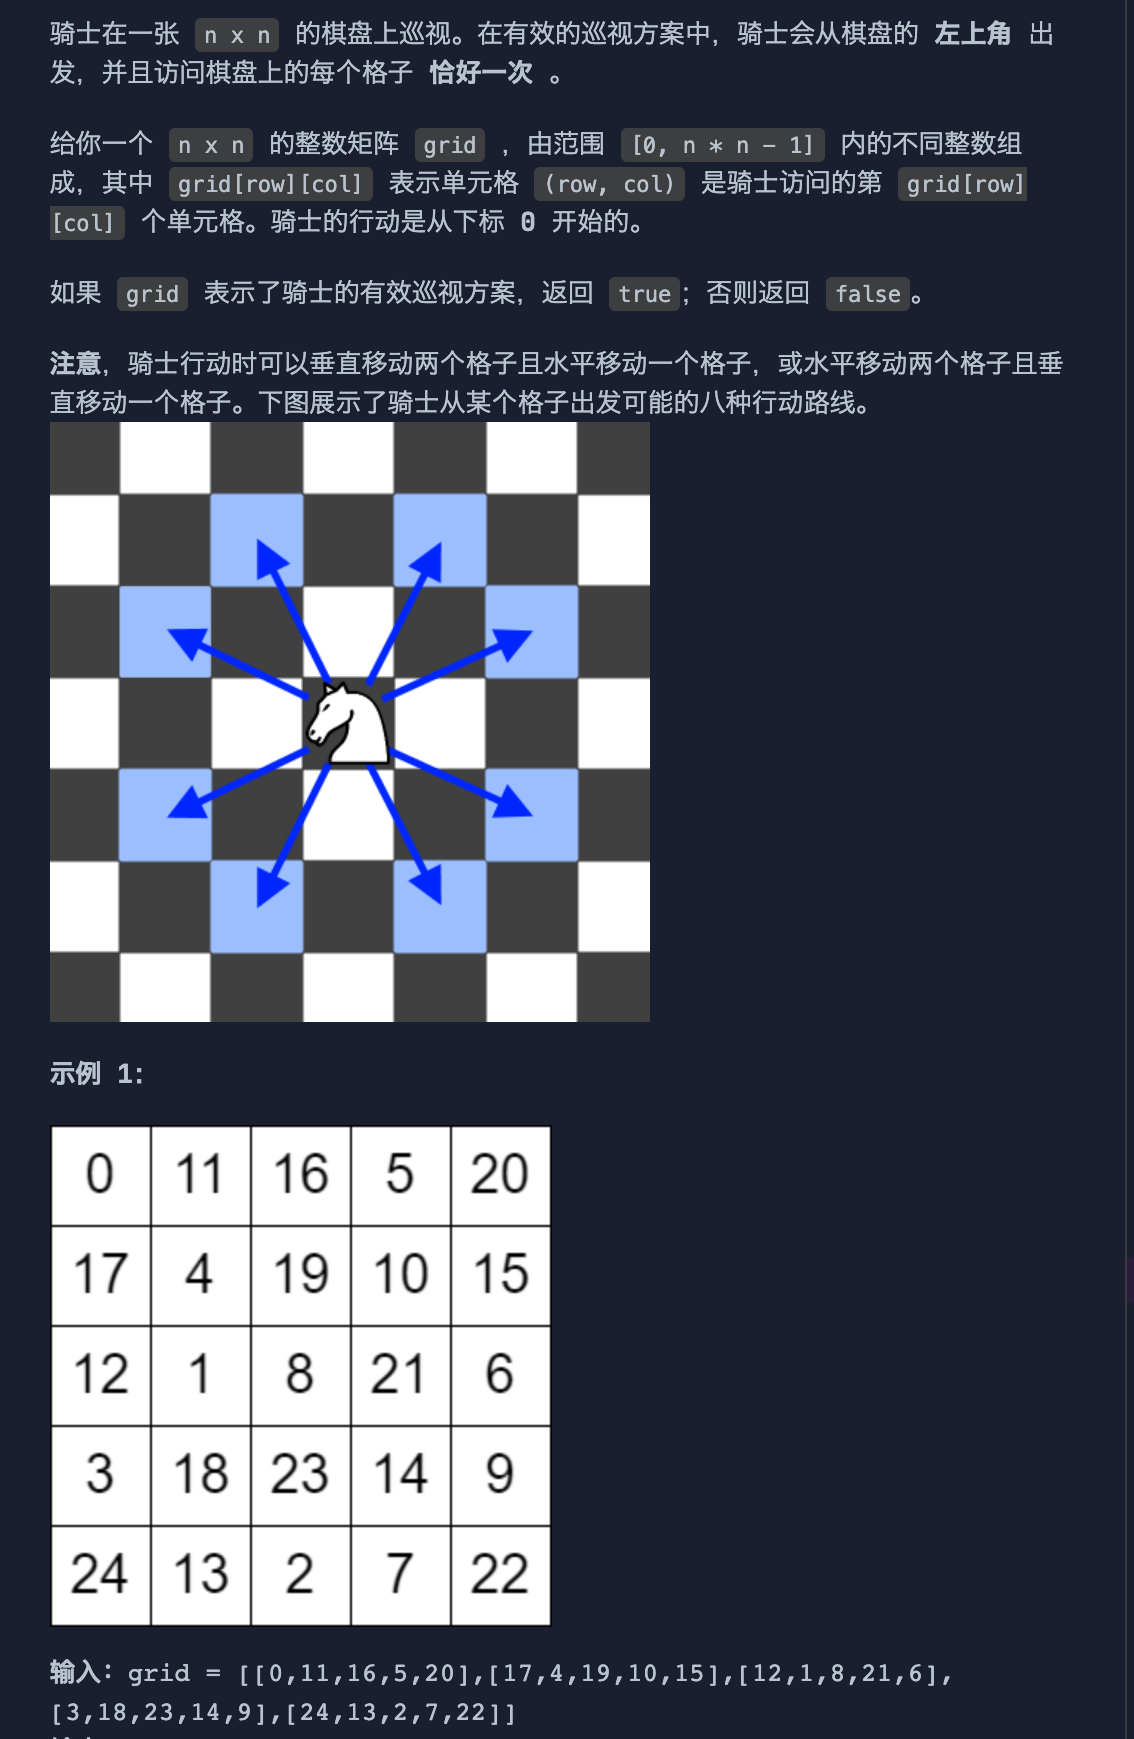 骑士在一张 n x n 的棋盘上巡视。在有效的巡视方案中，骑士会从棋盘的 左上角 出
发，并且访问棋盘上的每个格子 恰好一次 。
给你一个 n x n 的整数矩阵 grid ，由范围 [0, n * n - 1] 内的不同整数组
成，其中 grid[row][col] 表示单元格 (row, col) 是骑士访问的第 grid[row]
[col] 个单元格。骑士的行动是从下标 0 开始的。
如果 grid 表示了骑士的有效巡视方案，返回 true；否则返回 false。
注意，骑士行动时可以垂直移动两个格子且水平移动一个格子，或水平移动两个格子且垂
直移动一个格子。下图展示了骑士从某个格子出发可能的八种行动路线。
示例 1：
0 11 16 5 20
17 4 19 10 15
12 1 8 21 6
3 18 23 14 9
24 13 2 7 22
输入：grid = [[0,11,16,5,20],[17,4,19,10,15],[12,1,8,21,6],
[3,18,23,14,9],[24,13,2,7,22]]